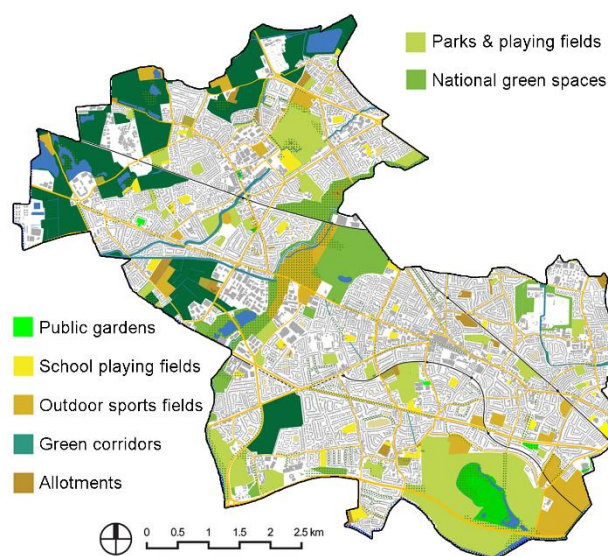 Parks & playing fields
National green spaces
Public gardens
School playing fields
Outdoor sports fields
Green corridors
Allotments
0 0.5 1 1.5 2 2.5 km